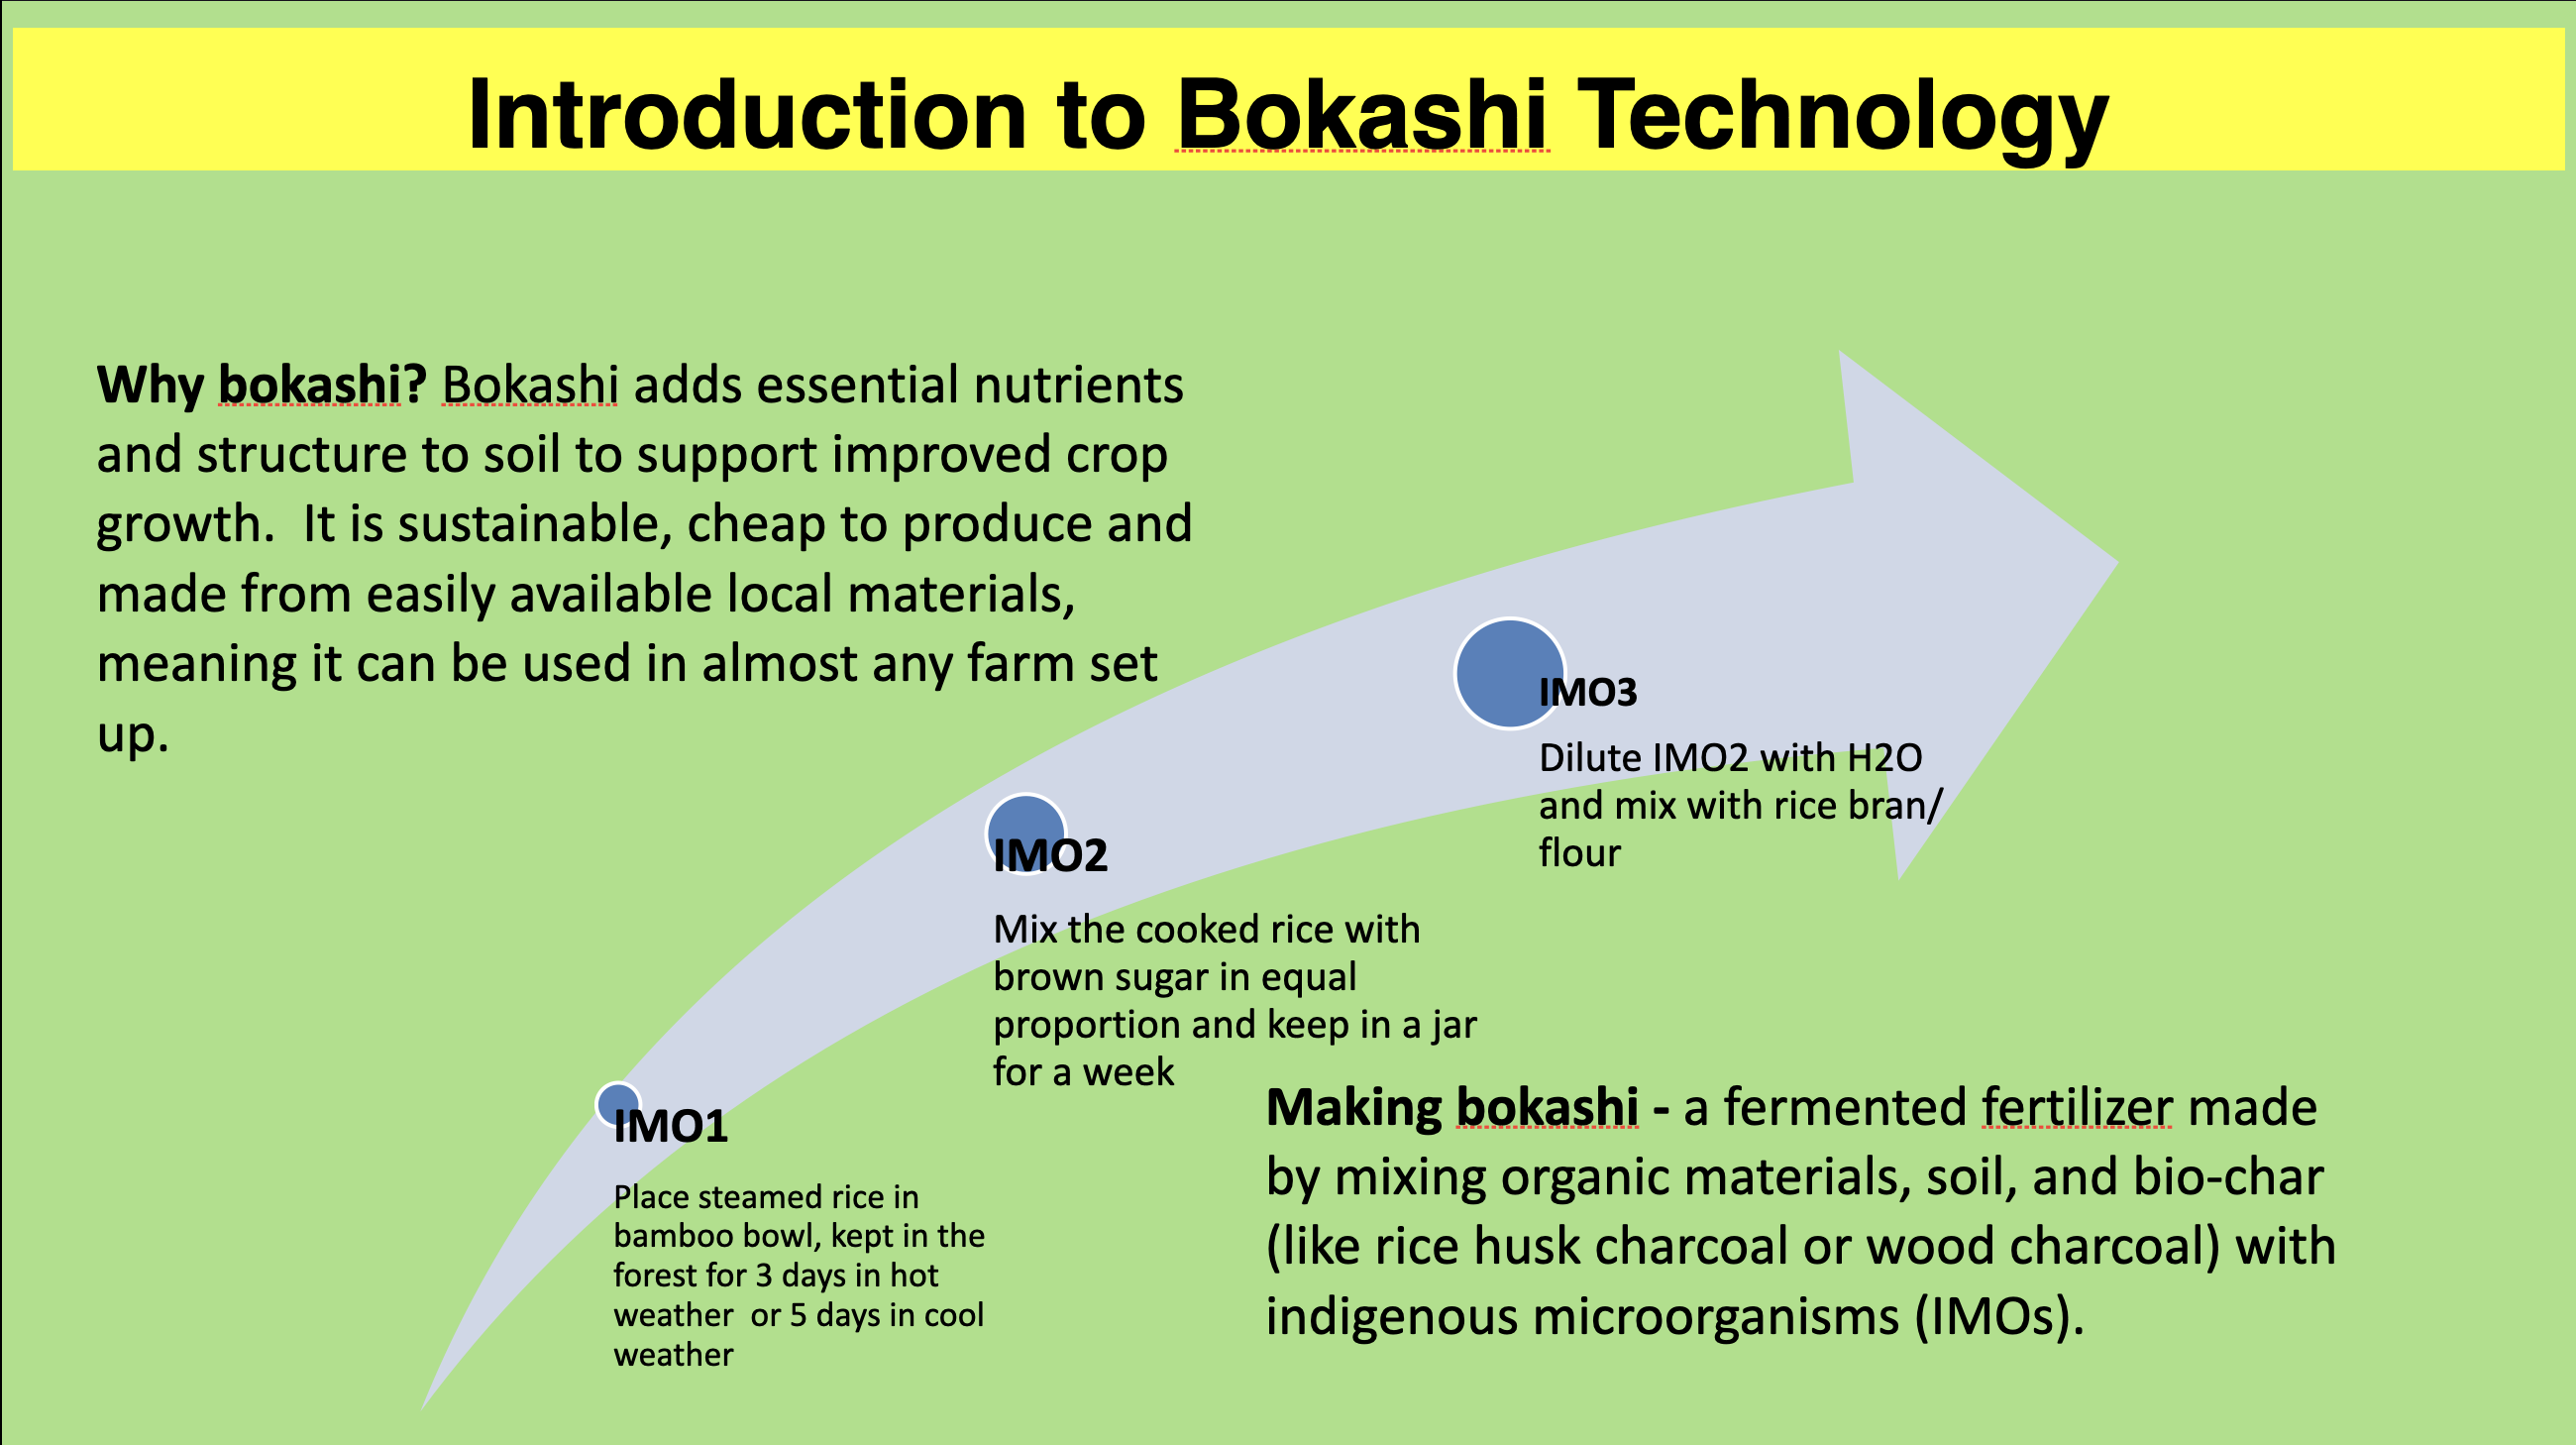 Introduction to Bokashi Technology
Why bokashi? Bokashi adds essential nutrients
and structure to soil to support improved crop
growth.  It is sustainable, cheap to produce and
made from easily available local materials,
meaning it can be used in almost any farm set
up.
IMO3
Dilute IMO2 with H2O
and mix with rice bran/
flour
IMO2
Mix the cooked rice with
brown sugar in equal
proportion and keep in a jar
for a week
IMO1
Place steamed rice in
bamboo bowl, kept in the
forest for 3 days in hot
weather  or 5 days in cool
weather
Making bokashi - a fermented fertilizer made
by mixing organic materials, soil, and bio-char
(like rice husk charcoal or wood charcoal) with
indigenous microorganisms (IMOs).